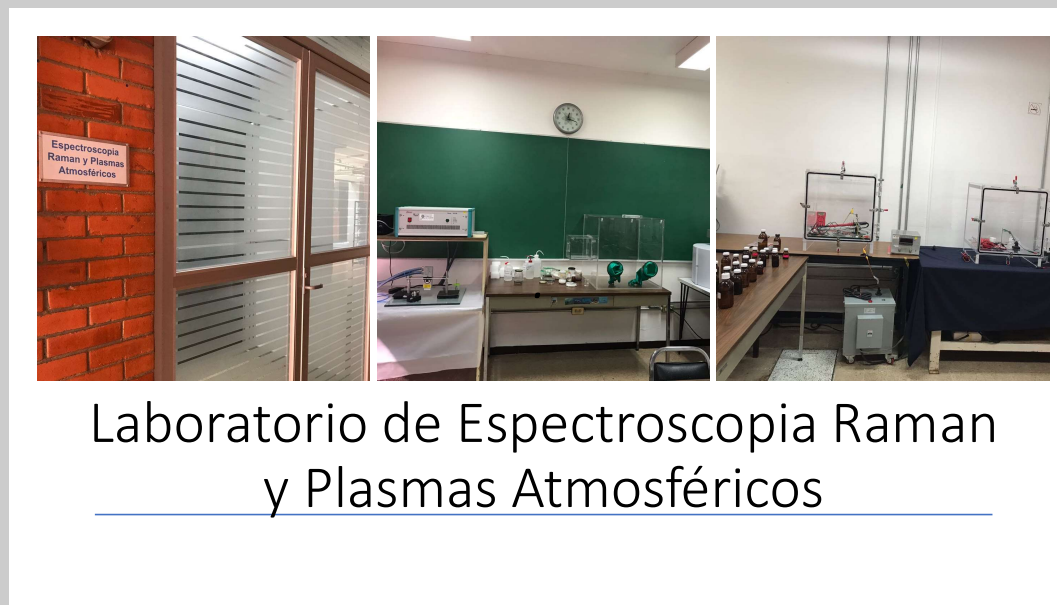 Espectroscopia
Raman y Plasmas
Atmosféricos
Laboratorio de Espectroscopia Raman
y Plasmas Atmosféricos